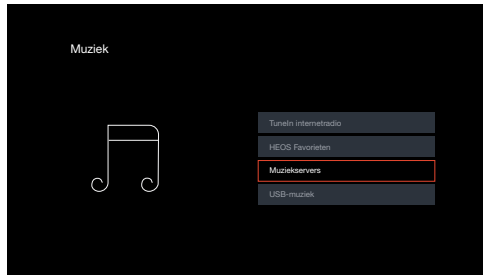 Muziek
TuneIn internetradio
HEOS Favorieten
Muziekservers
USB-muziek